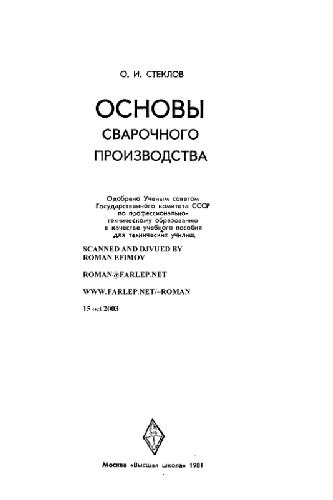 О. И. СТЕКЛОВ
ОСНОВЫ
СВАРОЧНОГО
ПРОИЗВОДСТВА
Одобрено Ученым советом
Государственного комитета СССР
по профессионально-
техническому образованию
в качестве учебного пособия
для технических училищ
SCANNED AND DJVUED BY
ROMAN EFIMOV
ROMAN@FARLEP.NET
WWW.FARLEP.NET/~ROMAN
15 oct 2003
Москва «Высшая школа» 1981